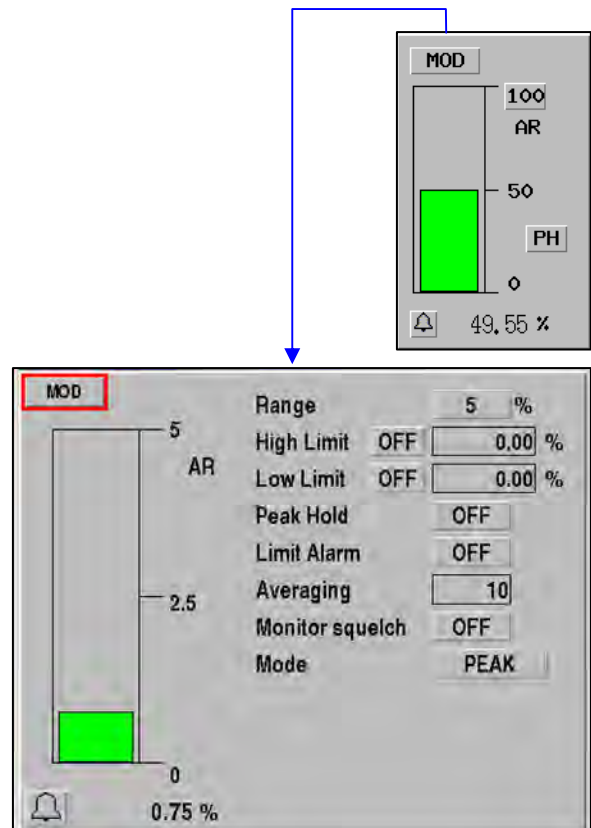 MOD
100
AR
50
PH
0
49.55 %
MOD
5
AR
2.5
0
0.75 %
Range 5 %
High Limit OFF 0.00 %
Low Limit OFF 0.00 %
Peak Hold OFF
Limit Alarm OFF
Averaging 10
Monitor squelch OFF
Mode PEAK